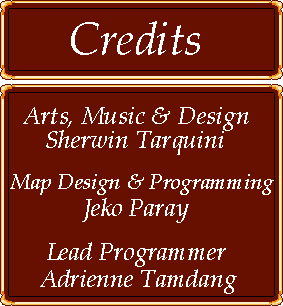 Credits
Arts, Music & Design
Sherwin Tarquini
Map Design & Programming
Jeko Paray
Lead Programmer
Adrienne Tamdang